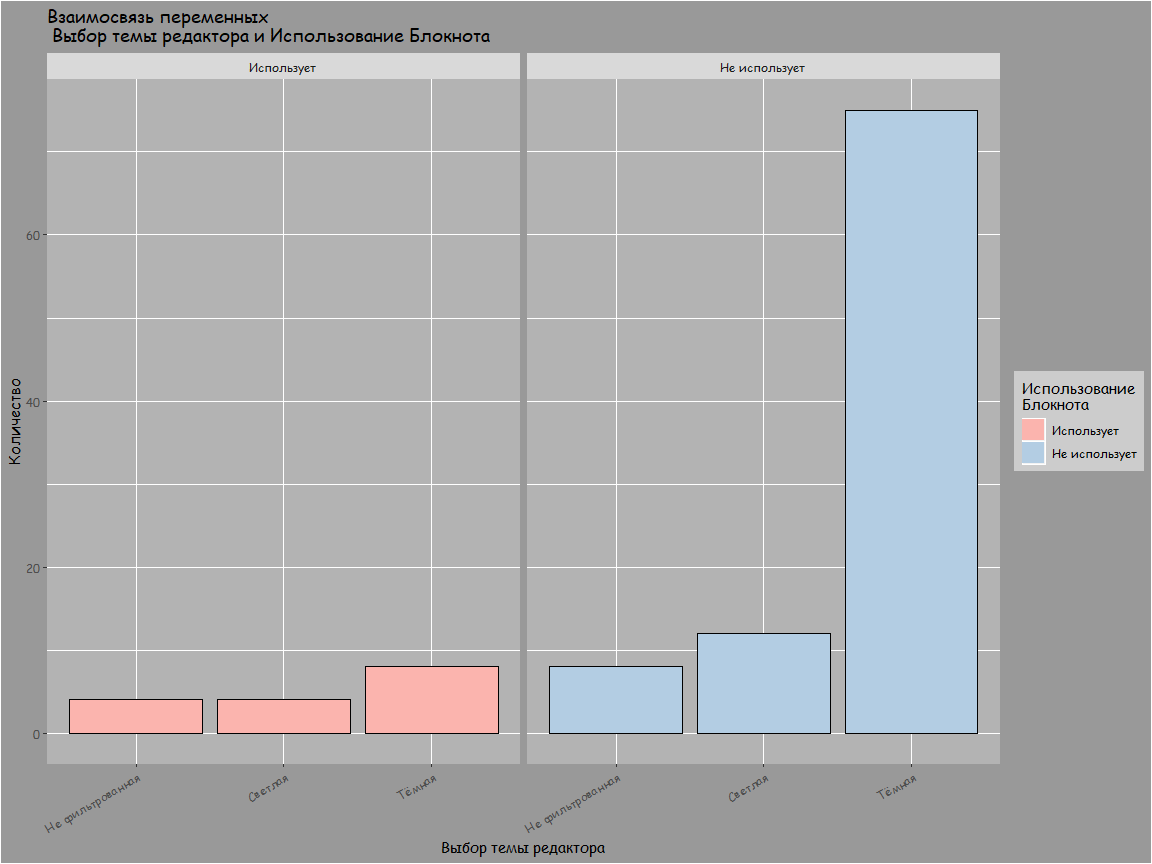 Взаимосвязь переменных
Выбор темы редактора и Использование Блокнота
Использует
Не использует
Количество
60
40
20
0
Не фильтрованная
Светлая
Тёмная
Не фильтрованная
Светлая
Тёмная
Выбор темы редактора
Использование
Блокнота
Использует
Не использует